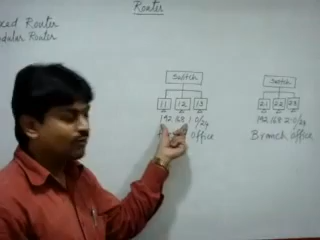 Router
xed Router
dular Router
Switch
Switch
11 12 13
21 22 23
192.168.1.0/24
192.168.2.0/24
Office
Branch Office